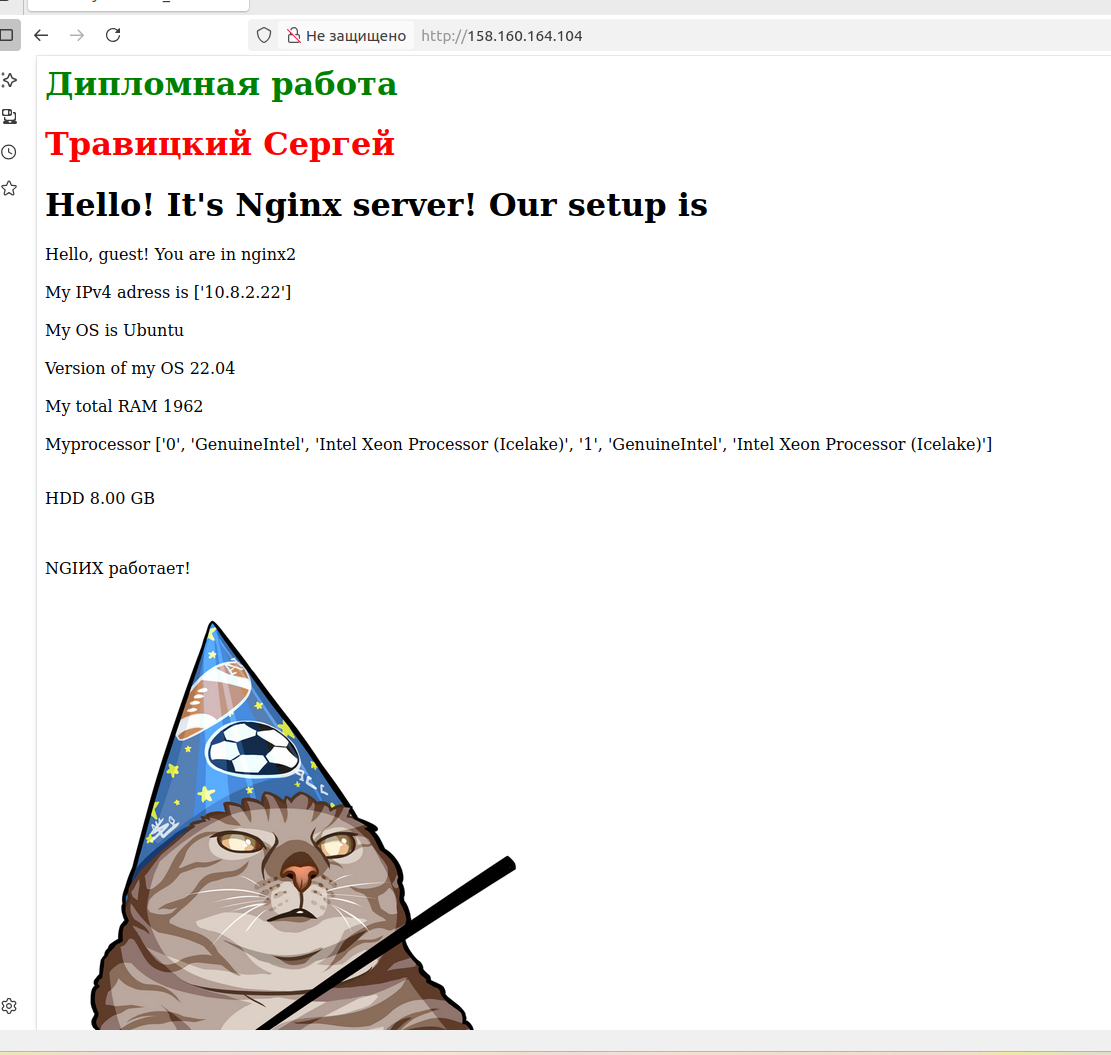 Не защищено http://158.160.164.104
Дипломная работа
Травицкий Сергей
Hello! It's Nginx server! Our setup is
Hello, guest! You are in nginx2
My IPv4 adress is ['10.8.2.22']
My OS is Ubuntu
Version of my OS 22.04
My total RAM 1962
Myprocessor ['0', 'GenuineIntel', 'Intel Xeon Processor (Icelake)', '1', 'GenuineIntel', 'Intel Xeon Processor (Icelake)']
HDD 8.00 GB
NGIИX работает!